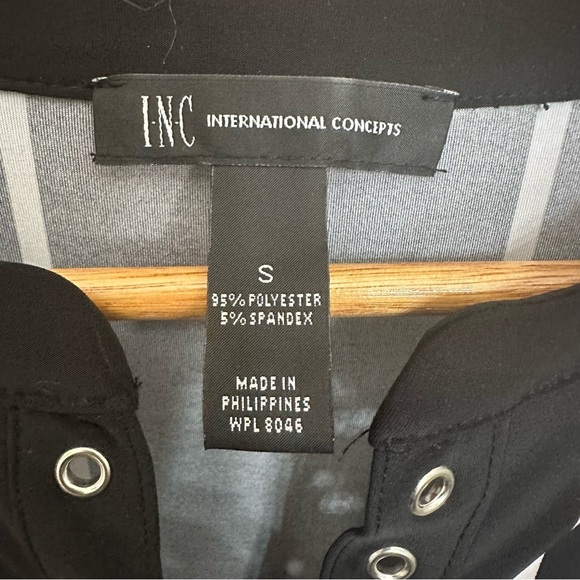 I·N·C INTERNATIONAL CONCEPTS
S
95% POLYESTER
5% SPANDEX
MADE IN
PHILIPPINES
WPL 8046